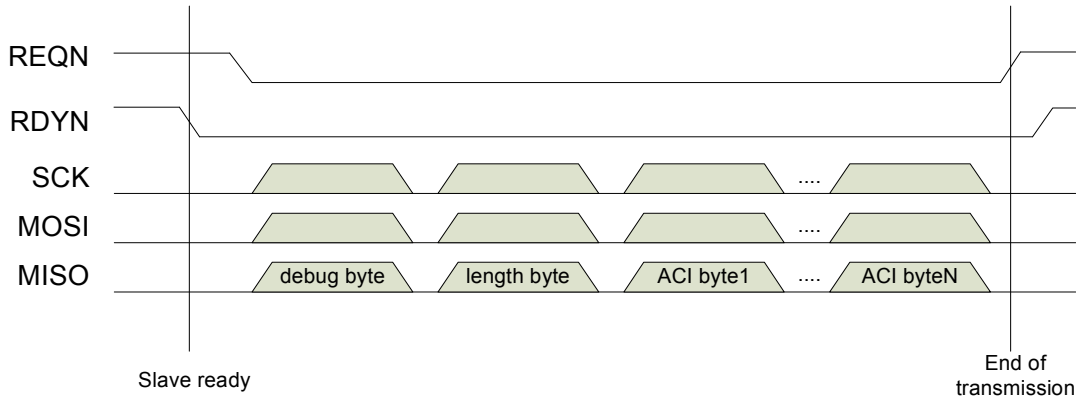 REQN
RDYN
SCK
....
MOSI
....
MISO
debug byte length byte ACI byte1 .... ACI byteN
Slave ready
End of
transmission